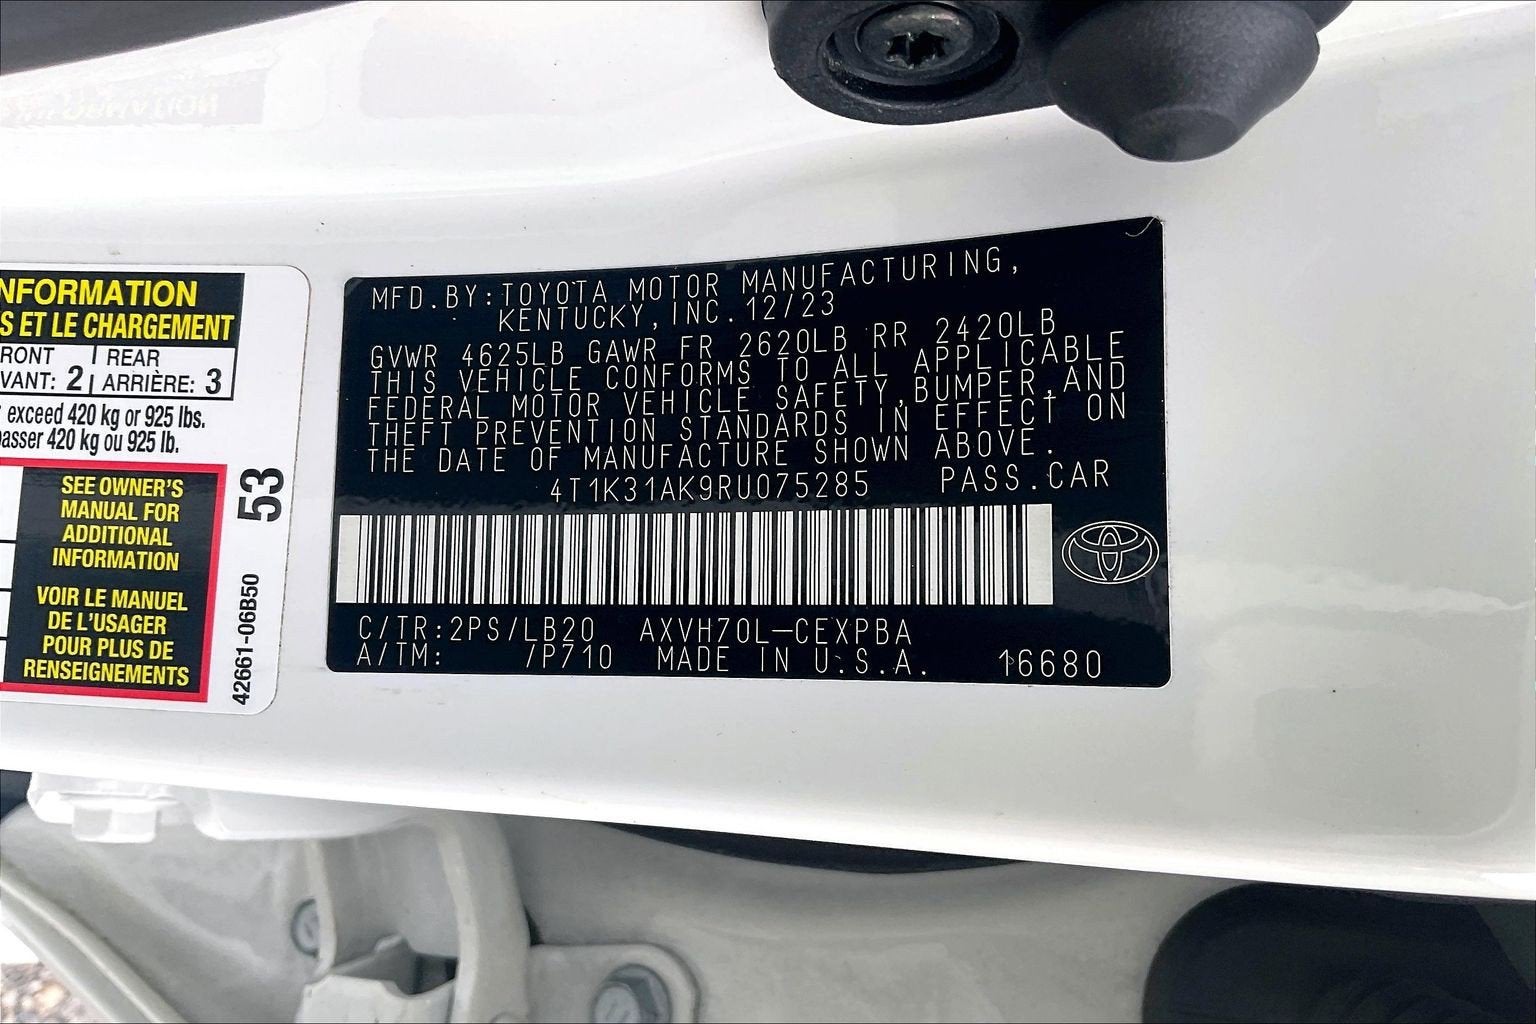 NFORMATION
S ET LE CHARGEMENT
RONT | REAR
VANT: 2 | ARRIÈRE: 3
exceed 420 kg or 925 lbs.
asser 420 kg ou 925 lb.
SEE OWNER'S
MANUAL FOR
ADDITIONAL
INFORMATION
VOIR LE MANUEL
DE L'USAGER
POUR PLUS DE
RENSEIGNEMENTS
53
42661-06B50
MFD.BY:TOYOTA MOTOR MANUFACTURING,
KENTUCKY,INC.12/23
GVWR 4625LB GAWR FR 2620LB RR 2420LB
THIS VEHICLE CONFORMS TO ALL APPLICABLE
FEDERAL MOTOR VEHICLE SAFETY,BUMPER,AND
THEFT PREVENTION STANDARDS IN EFFECT ON
THE DATE OF MANUFACTURE SHOWN ABOVE.
4T1K31AK9RU075285 PASS.CAR
C/TR:2PS/LB20 AXVH70L-CEXPBA
A/TM: /P710 MADE IN U.S.A. 16680